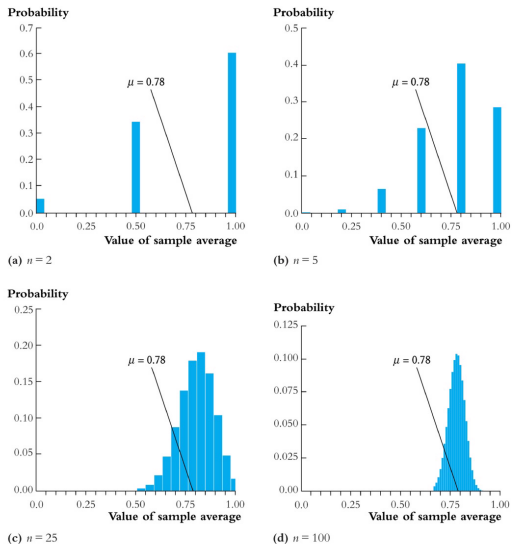 Probability
0.7
0.6
0.5
0.4
0.3
0.2
0.1
0.0
μ = 0.78
0.0 0.50 0.75 1.00
Value of sample average
(a) n = 2
Probability
0.5
0.4
0.3
0.2
0.1
0.0
μ = 0.78
0.0 0.25 0.50 0.75 1.00
Value of sample average
(b) n = 5
Probability
0.25
0.20
0.15
0.10
0.05
0.00
μ = 0.78
0.0 0.25 0.50 0.75 1.00
Value of sample average
(c) n = 25
Probability
0.125
0.100
0.075
0.050
0.025
0.00
μ = 0.78
0.0 0.25 0.50 0.75 1.00
Value of sample average
(d) n = 100